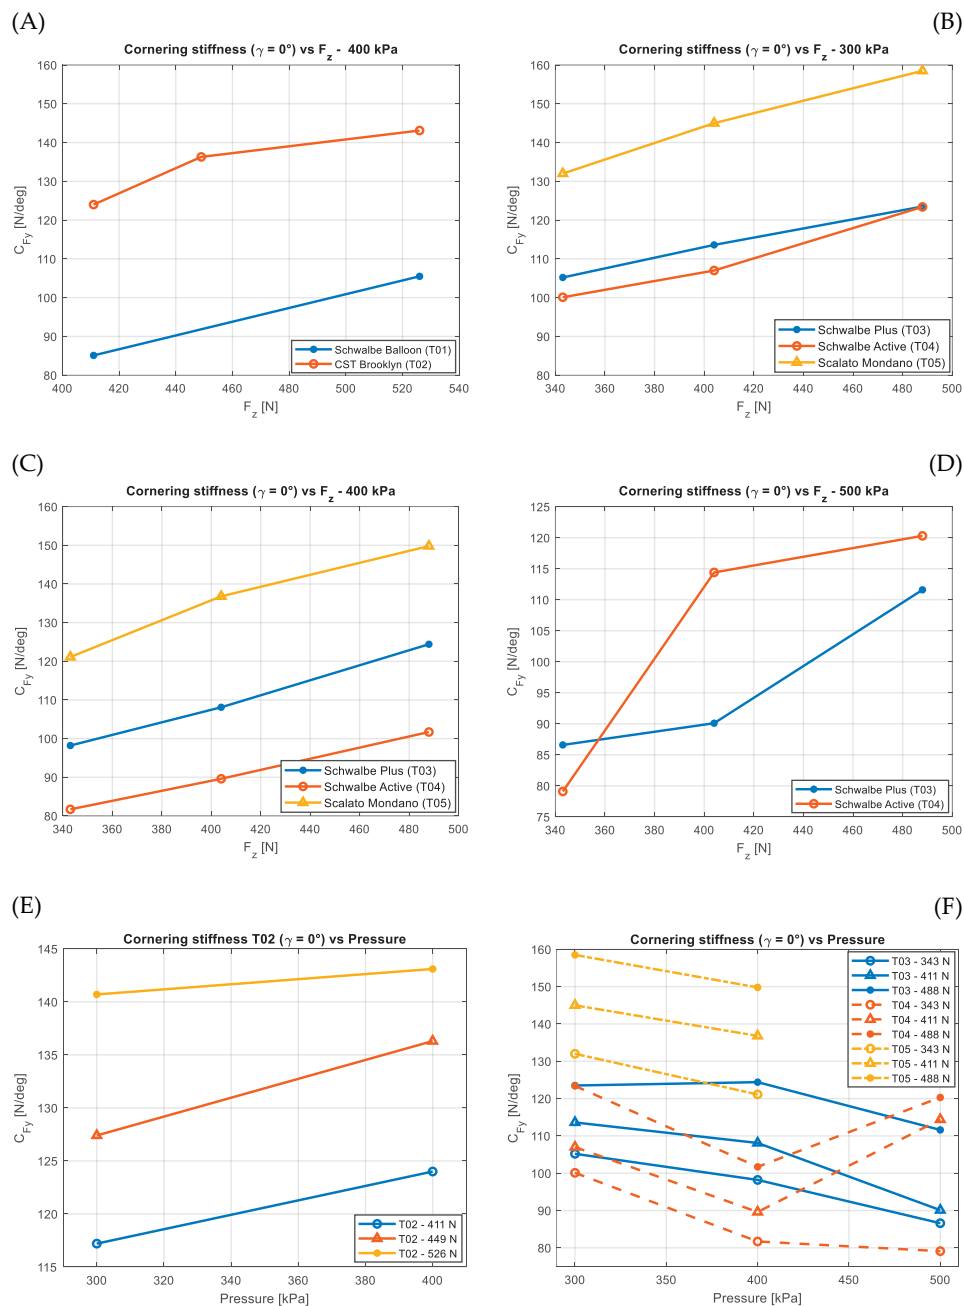 (A)
Cornering stiffness (γ = 0°) vs Fz - 400 kPa
160
150
140
130
120
110
100
90
80
400 420 440 460 480 500 520 540
CFy [N/deg]
Fz [N]
Schwalbe Balloon (T01)
CST Brooklyn (T02)
(B)
Cornering stiffness (γ = 0°) vs Fz - 300 kPa
160
150
140
130
120
110
100
90
80
340 360 380 400 420 440 460 480 500
CFy [N/deg]
Fz [N]
Schwalbe Plus (T03)
Schwalbe Active (T04)
Scalato Mondano (T05)
(C)
Cornering stiffness (γ = 0°) vs Fz - 400 kPa
160
150
140
130
120
110
100
90
80
340 360 380 400 420 440 460 480 500
CFy [N/deg]
Fz [N]
Schwalbe Plus (T03)
Schwalbe Active (T04)
Scalato Mondano (T05)
(D)
Cornering stiffness (γ = 0°) vs Fz - 500 kPa
125
120
115
110
105
100
95
90
85
80
75
340 360 380 400 420 440 460 480 500
CFy [N/deg]
Fz [N]
Schwalbe Plus (T03)
Schwalbe Active (T04)
(E)
Cornering stiffness T02 (γ = 0°) vs Pressure
145
140
135
130
125
120
115
300 320 340 360 380 400
CFy [N/deg]
Pressure [kPa]
T02 - 411 N
T02 - 449 N
T02 - 526 N
(F)
Cornering stiffness (γ = 0°) vs Pressure
160
150
140
130
120
110
100
90
80
300 350 400 450 500
CFy [N/deg]
Pressure [kPa]
T03 - 343 N
T03 - 411 N
T03 - 488 N
T04 - 343 N
T04 - 411 N
T04 - 488 N
T05 - 343 N
T05 - 411 N
T05 - 488 N